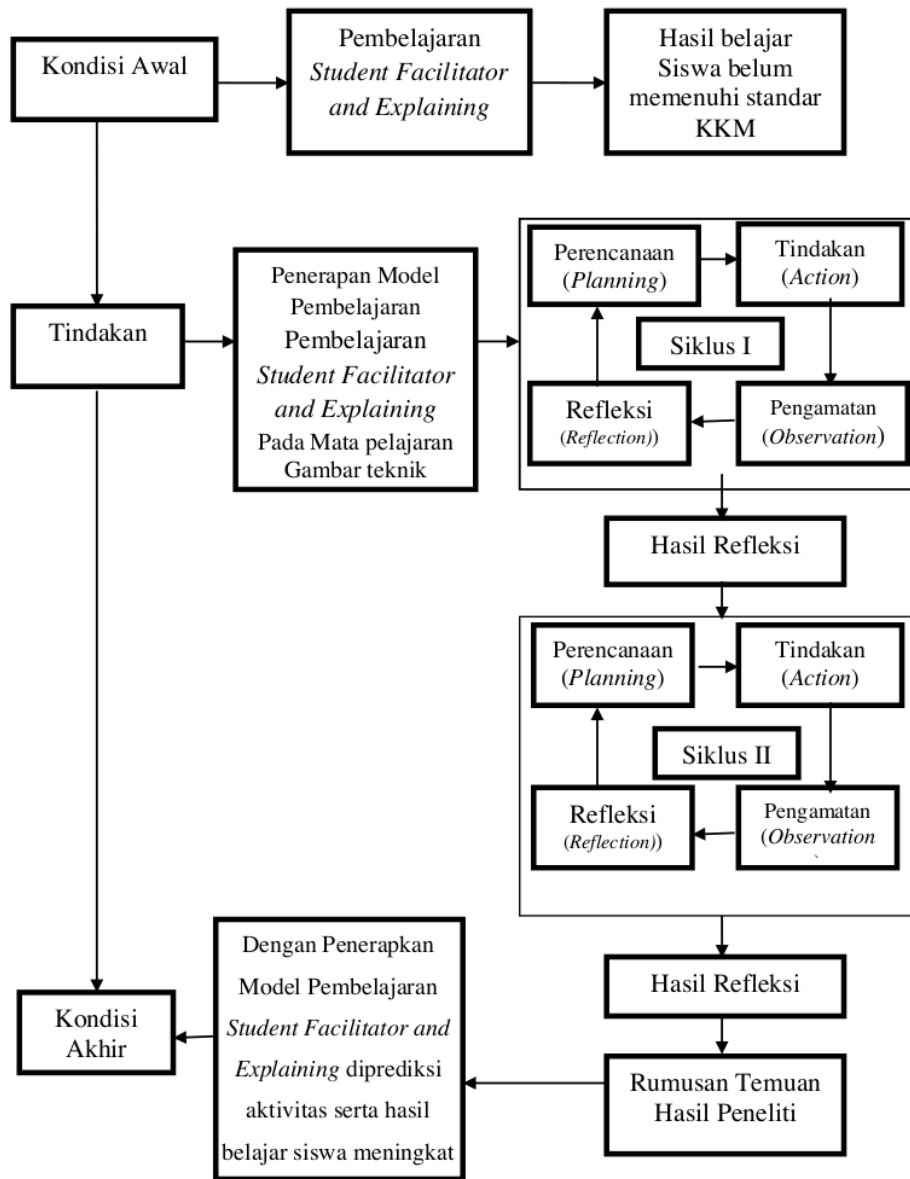 Kondisi Awal
Pembelajaran
Student Facilitator
and Explaining
Hasil belajar
Siswa belum
memenuhi standar
KKM
Tindakan
Penerapan Model
Pembelajaran
Pembelajaran
Student Facilitator
and Explaining
Pada Mata pelajaran
Gambar teknik
Perencanaan
(Planning)
Tindakan
(Action)
Siklus I
Refleksi
(Reflection))
Pengamatan
(Observation)
Hasil Refleksi
Perencanaan
(Planning)
Tindakan
(Action)
Siklus II
Refleksi
(Reflection))
Pengamatan
(Observation
Hasil Refleksi
Rumusan Temuan
Hasil Peneliti
Dengan Penerapkan
Model Pembelajaran
Student Facilitator and
Explaining diprediksi
aktivitas serta hasil
belajar siswa meningkat
Kondisi
Akhir